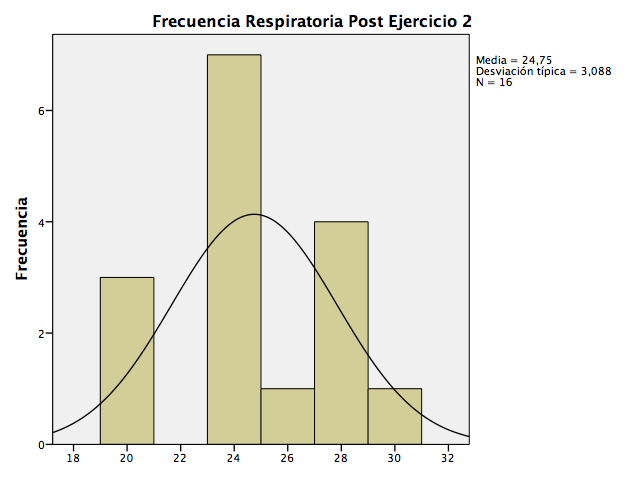 Frecuencia Respiratoria Post Ejercicio 2
Media = 24,75
Desviación típica = 3,088
N = 16
Frecuencia
6
4
2
0
18 20 22 24 26 28 30 32